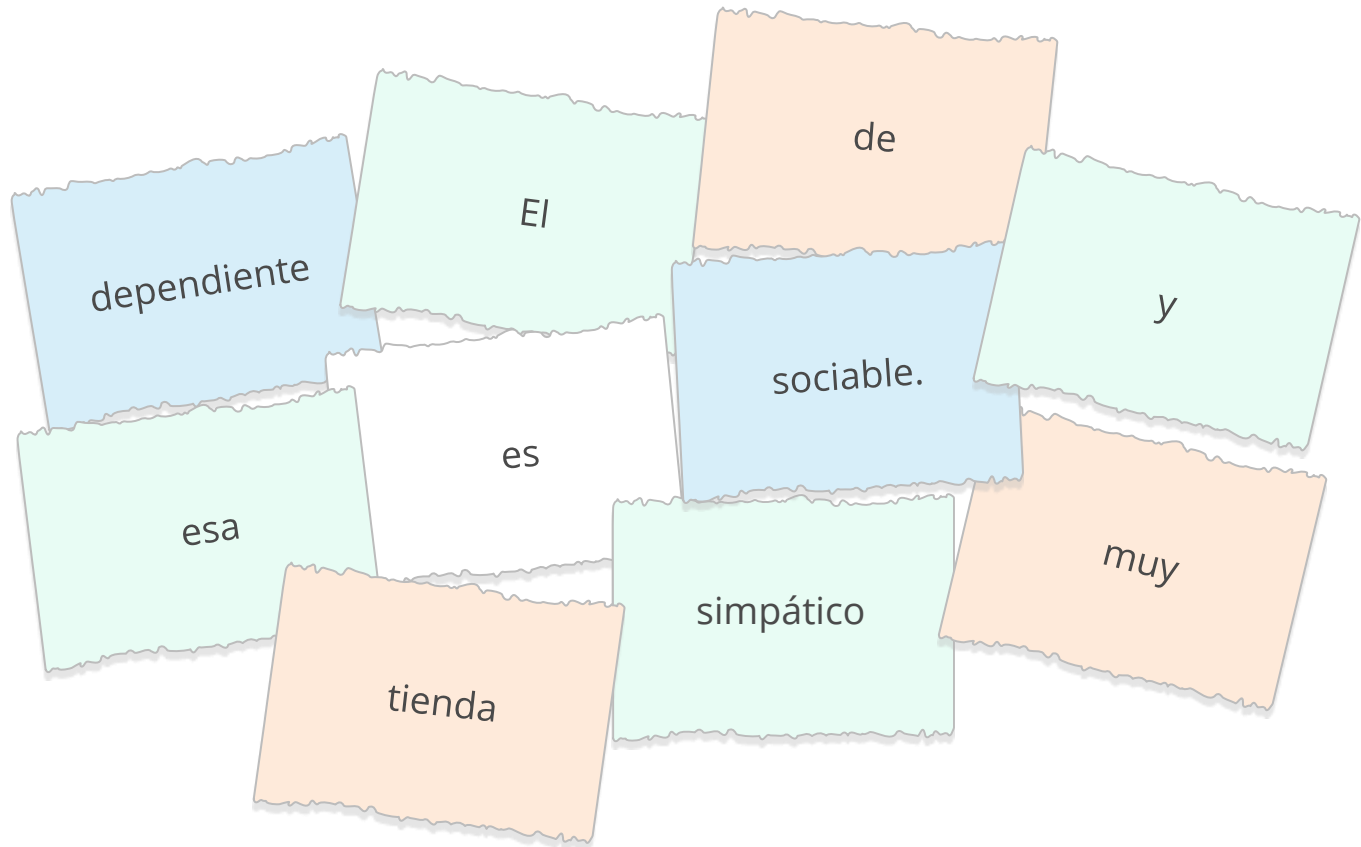 de
El
dependiente
y
sociable.
es
esa
muy
simpático
tienda